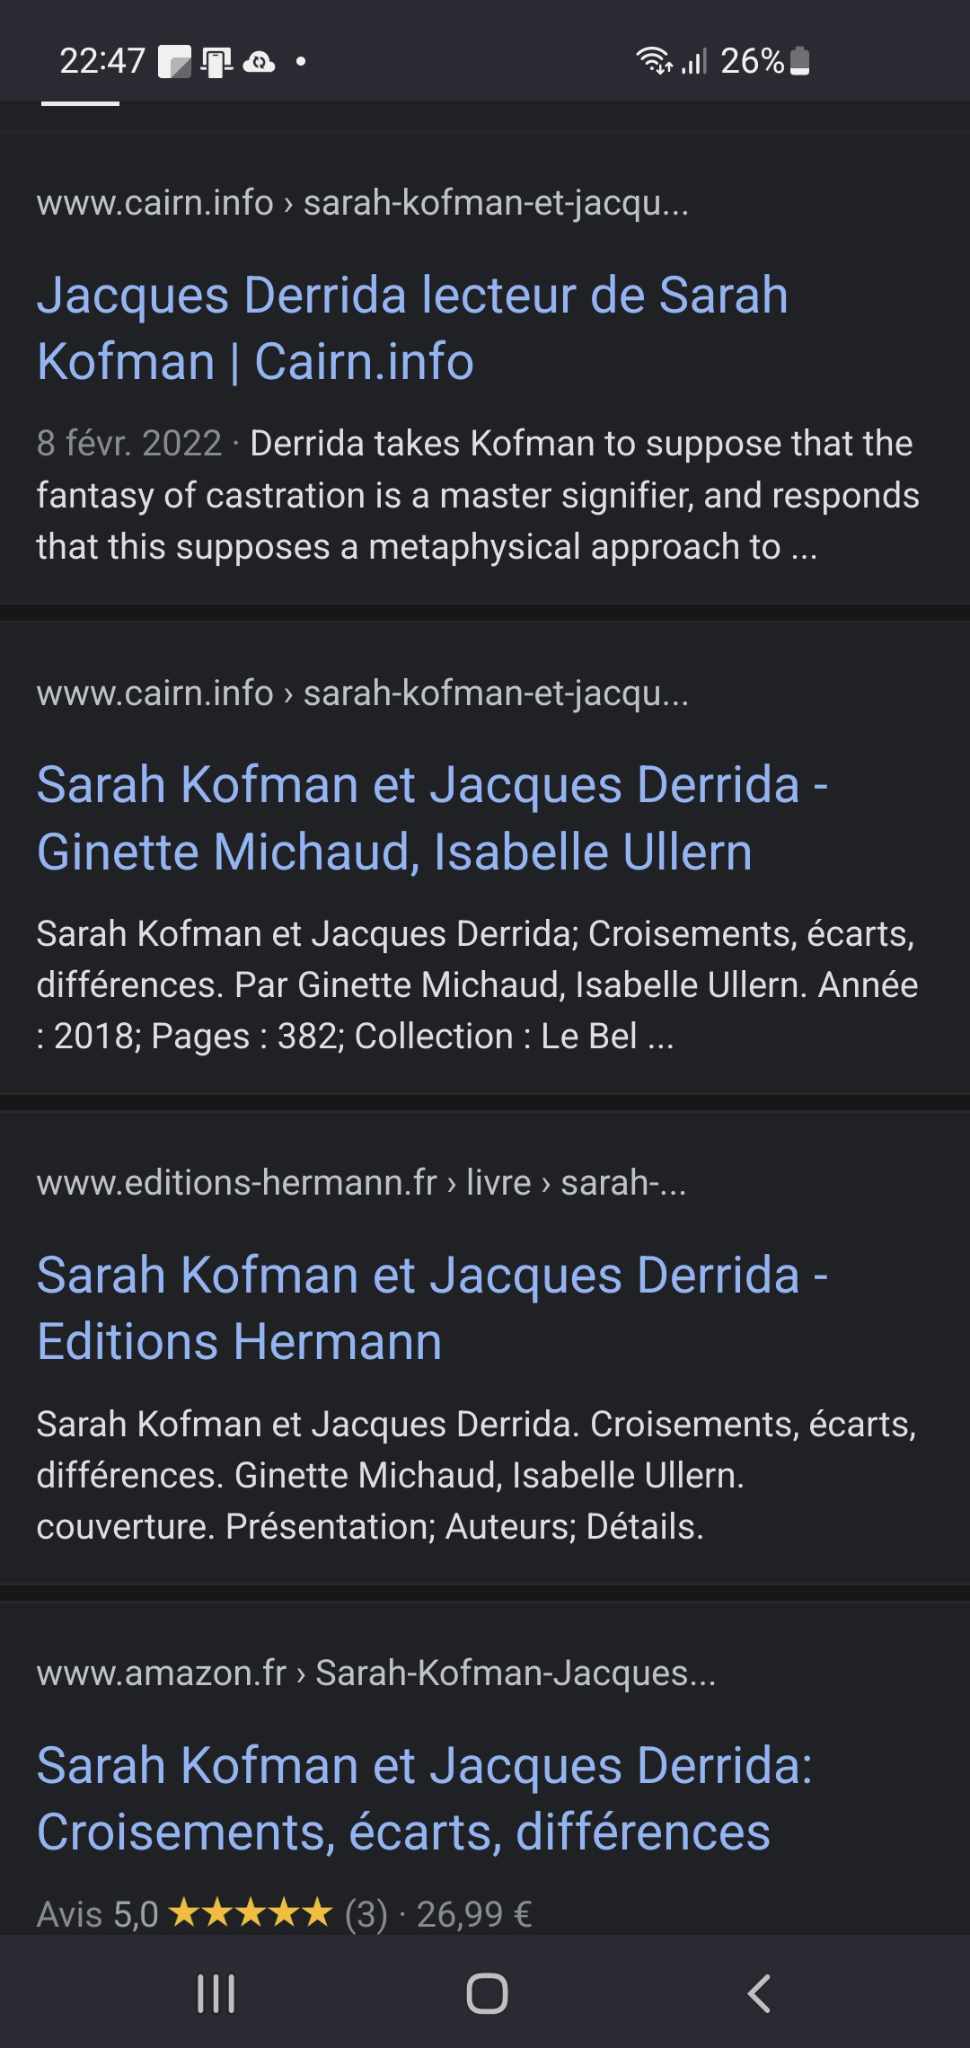 22:47
26%
www.cairn.info › sarah-kofman-et-jacqu...
Jacques Derrida lecteur de Sarah
Kofman | Cairn.info
8 févr. 2022 · Derrida takes Kofman to suppose that the
fantasy of castration is a master signifier, and responds
that this supposes a metaphysical approach to ...
www.cairn.info › sarah-kofman-et-jacqu...
Sarah Kofman et Jacques Derrida -
Ginette Michaud, Isabelle Ullern
Sarah Kofman et Jacques Derrida; Croisements, écarts,
différences. Par Ginette Michaud, Isabelle Ullern. Année
: 2018; Pages : 382; Collection : Le Bel ...
www.editions-hermann.fr › livre › sarah-...
Sarah Kofman et Jacques Derrida -
Editions Hermann
Sarah Kofman et Jacques Derrida. Croisements, écarts,
différences. Ginette Michaud, Isabelle Ullern.
couverture. Présentation; Auteurs; Détails.
www.amazon.fr › Sarah-Kofman-Jacques...
Sarah Kofman et Jacques Derrida:
Croisements, écarts, différences
Avis 5,0 ★★★★★ (3) · 26,99 €